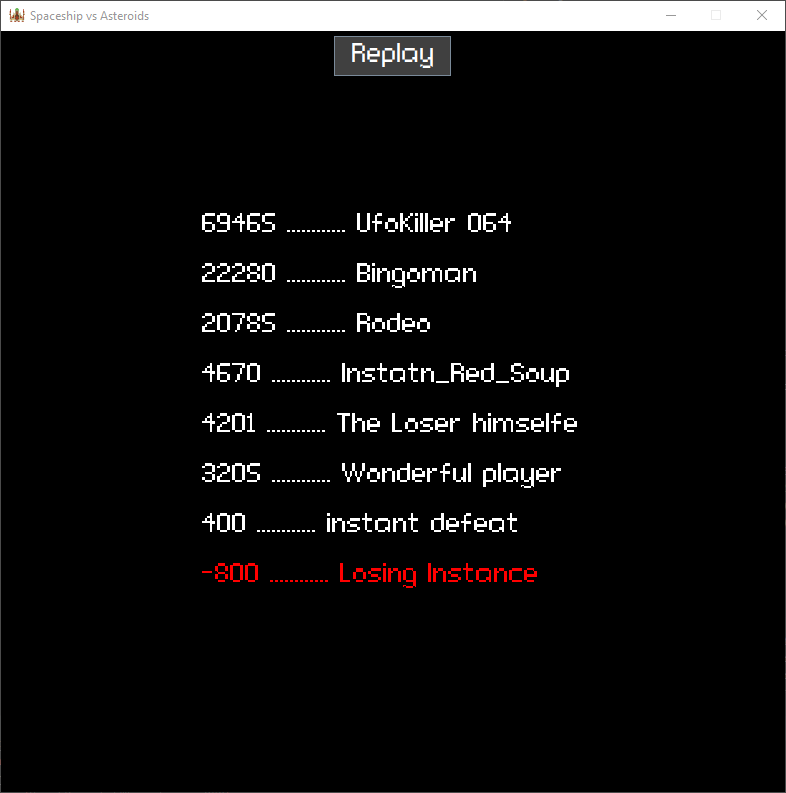 Spaceship vs Asteroids
Replay
69465 ............ UfoKiller 064
22280 ............ Bingoman
20785 ............ Rodeo
4670 ............ Instatn_Red_Soup
4201 ............ The Loser himselfe
3205 ............ Wonderful player
400 ............ instant defeat
-800 ............ Losing Instance